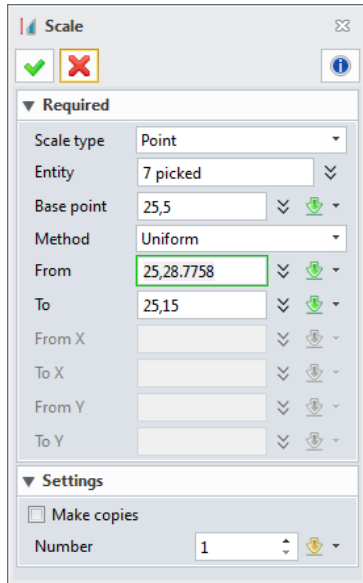 Scale
Required
Scale type Point
Entity 7 picked
Base point 25,5
Method Uniform
From 25,28.7758
To 25,15
From X
To X
From Y
To Y
Settings
Make copies
Number 1